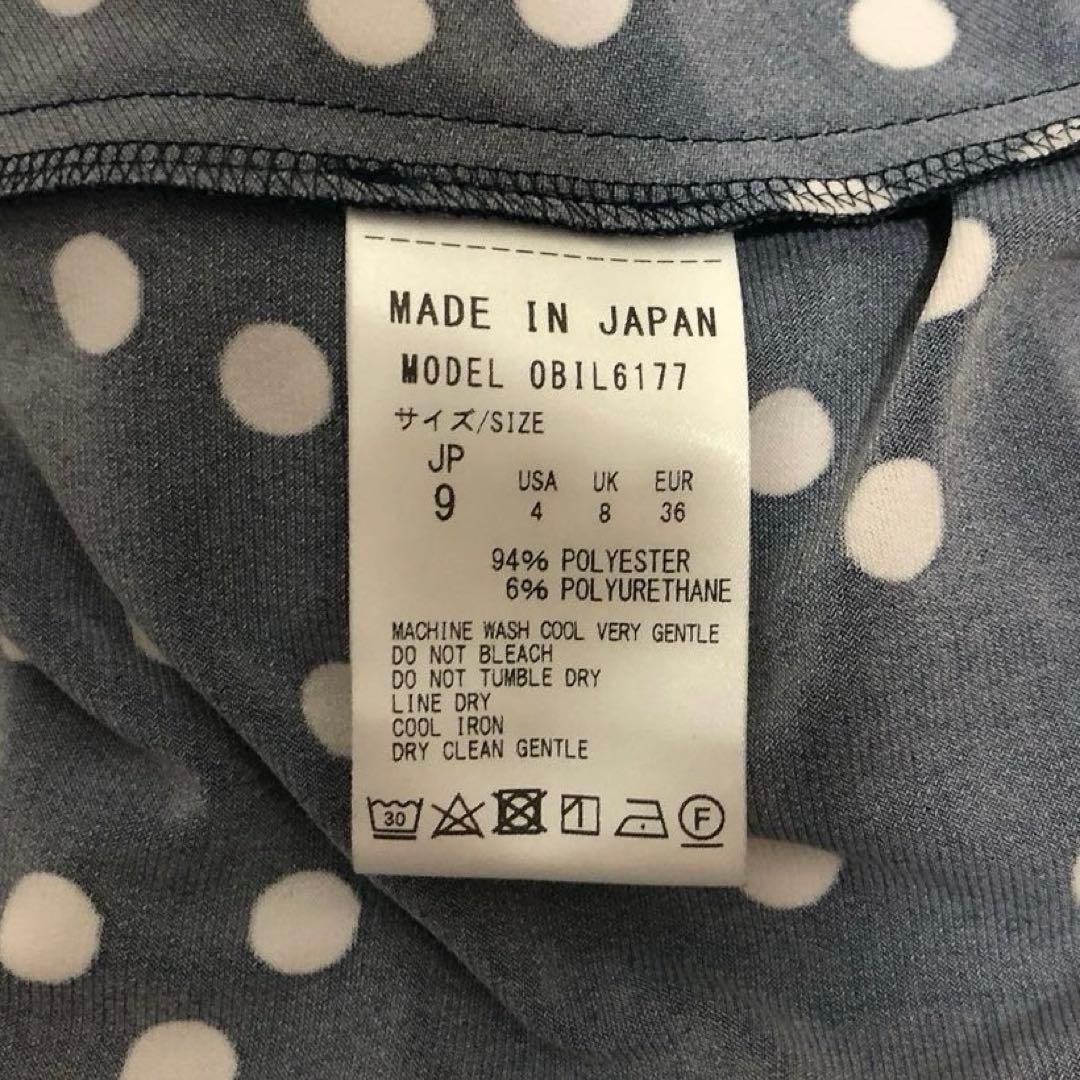 MADE IN JAPAN
MODEL OBIL6177
サイズ/SIZE
JP USA UK EUR
9 4 8 36
94% POLYESTER
6% POLYURETHANE
MACHINE WASH COOL VERY GENTLE
DO NOT BLEACH
DO NOT TUMBLE DRY
LINE DRY
COOL IRON
DRY CLEAN GENTLE
30 F